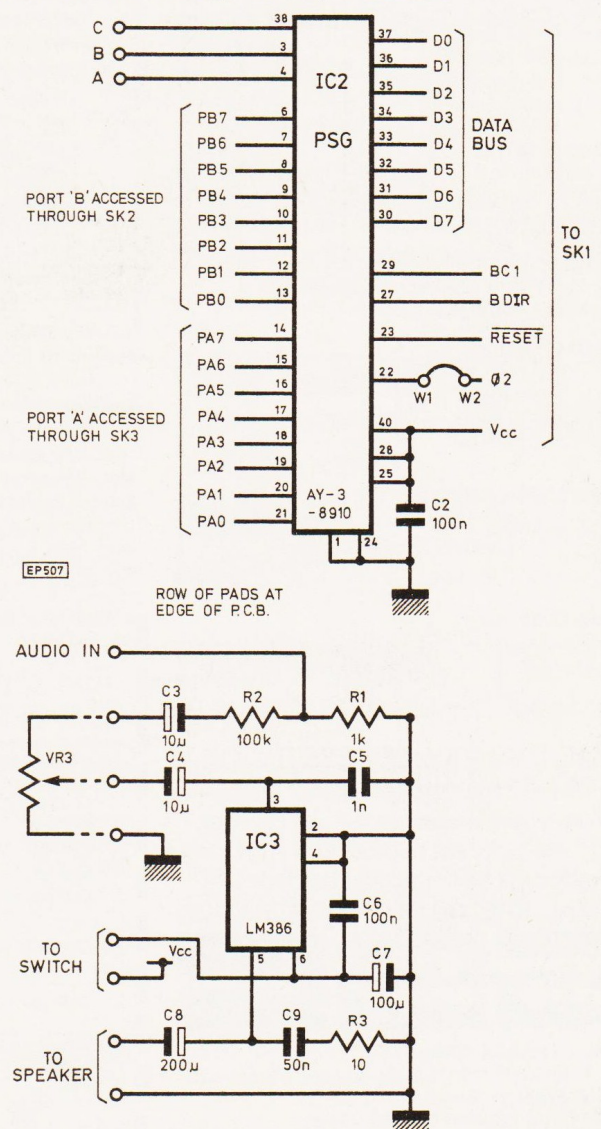 C
38
B
3
A
4
IC2
PSG
AY-3
-8910
PB7 6
PB6 7
PB5 8
PB4 9
PB3 10
PB2 11
PB1 12
PB0 13
PORT 'B' ACCESSED
THROUGH SK2
PA7 14
PA6 15
PA5 16
PA4 17
PA3 18
PA2 19
PA1 20
PA0 21
PORT 'A' ACCESSED
THROUGH SK3
37 D0
36 D1
35 D2
34 D3
33 D4
32 D5
31 D6
30 D7
DATA
BUS
TO
SK1
29 BC1
27 BDIR
23 RESET
22 Ø2
W1 W2
40 Vcc
28
25
C2
100n
1 24
EP507
ROW OF PADS AT
EDGE OF P.C.B.
AUDIO IN
C3
10μ
R2
100k
R1
1k
VR3
C4
10μ
C5
1n
3
IC3
LM386
2
4
C6
100n
TO
SWITCH
Vcc
5 6
C7
100μ
C8
200μ
C9
50n
R3
10
TO
SPEAKER